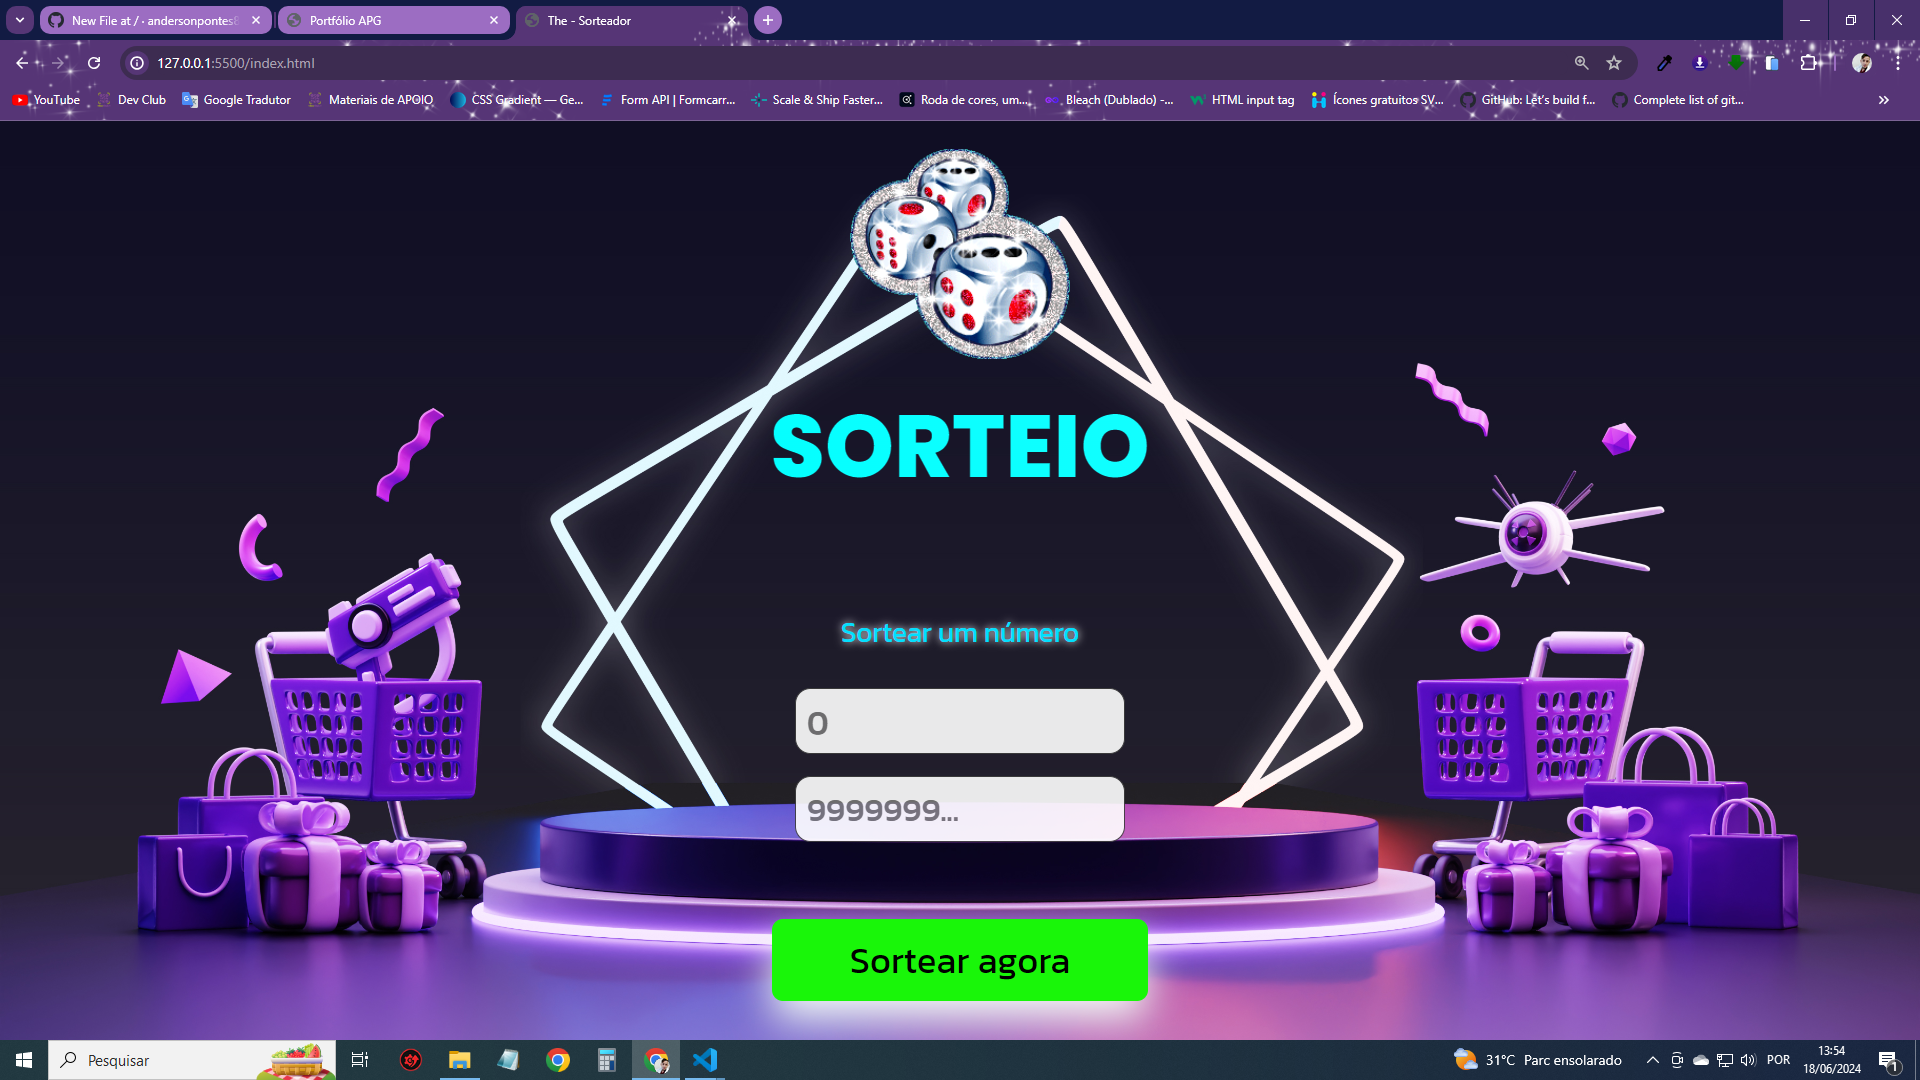 New File at / · andersonpontes8
Portfólio APG
The - Sorteador
127.0.0.1:5500/index.html
YouTube
Dev Club
Google Tradutor
Materiais de APOIO
CSS Gradient — Ge...
Form API | Formcarr...
Scale & Ship Faster...
Roda de cores, um...
Bleach (Dublado) -...
HTML input tag
Ícones gratuitos SV...
GitHub: Let's build f...
Complete list of git...
SORTEIO
Sortear um número
0
9999999...
Sortear agora
Pesquisar
31°C Parc ensolarado
POR
13:54
18/06/2024
1